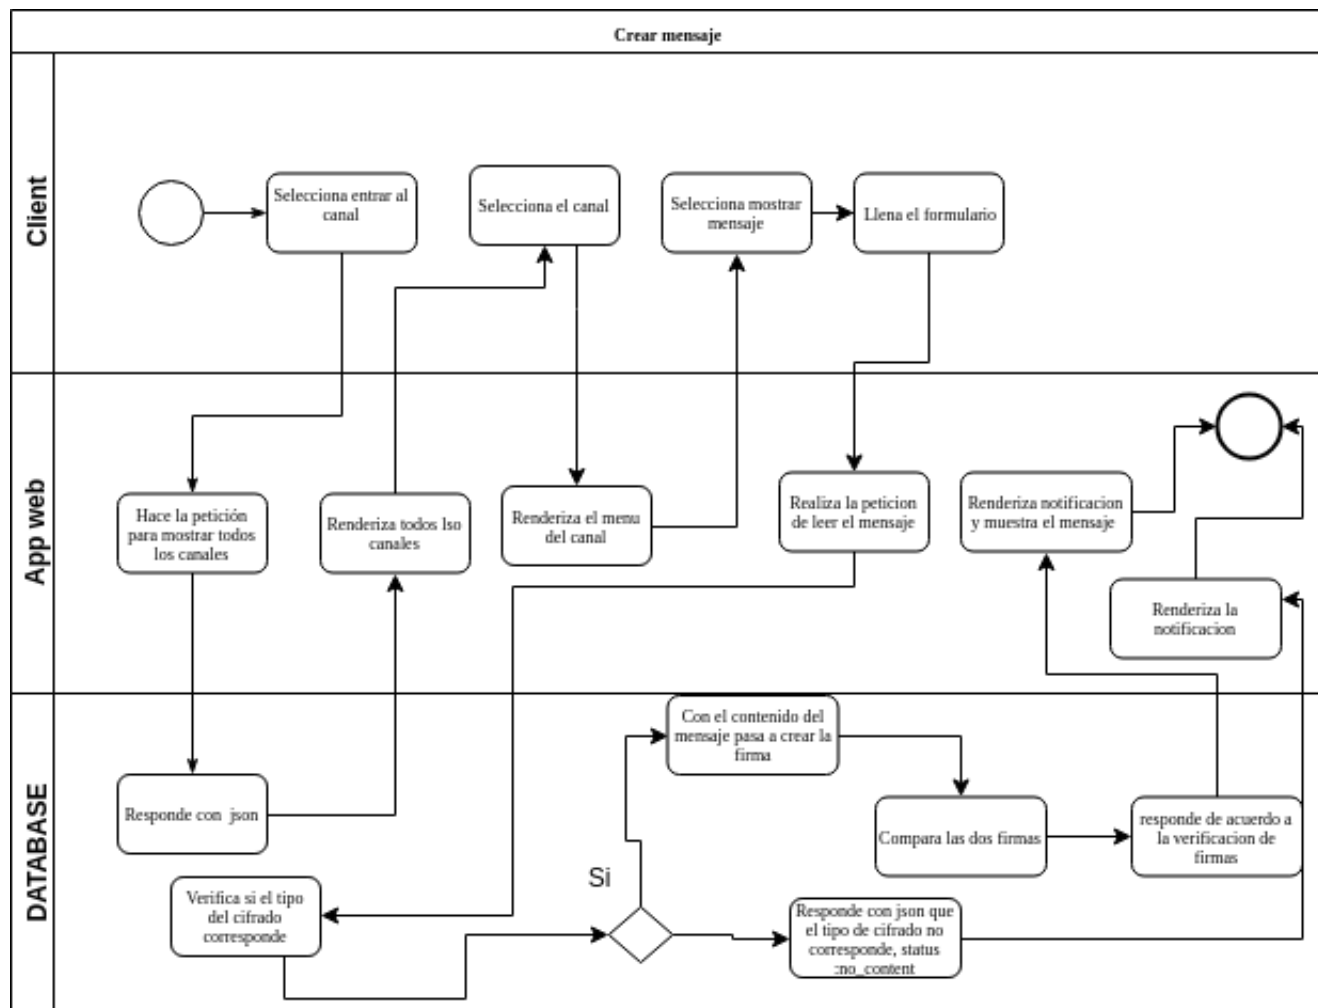 Crear mensaje
Client
Selecciona entrar al
canal
Selecciona el canal
Selecciona mostrar
mensaje
Llena el formulario
App web
Hace la petición
para mostrar todos
los canales
Renderiza todos lso
canales
Renderiza el menu
del canal
Realiza la peticion
de leer el mensaje
Renderiza notificacion
y muestra el mensaje
Renderiza la
notificacion
DATABASE
Responde con json
Verifica si el tipo
del cifrado
corresponde
Si
Con el contenido del
mensaje pasa a crear la
firma
Compara las dos firmas
responde de acuerdo a
la verificacion de
firmas
Responde con json que
el tipo de cifrado no
corresponde, status
:no_content